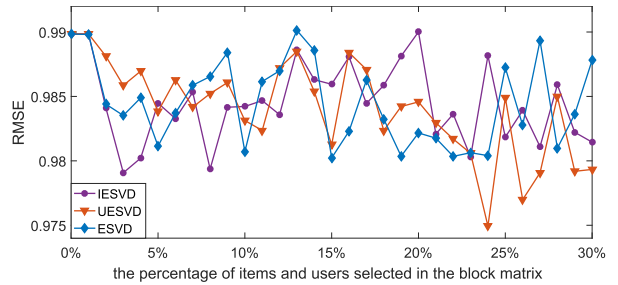 0.99
0.985
0.98
0.975
RMSE
IESVD
UESVD
ESVD
0% 5% 10% 15% 20% 25% 30%
the percentage of items and users selected in the block matrix